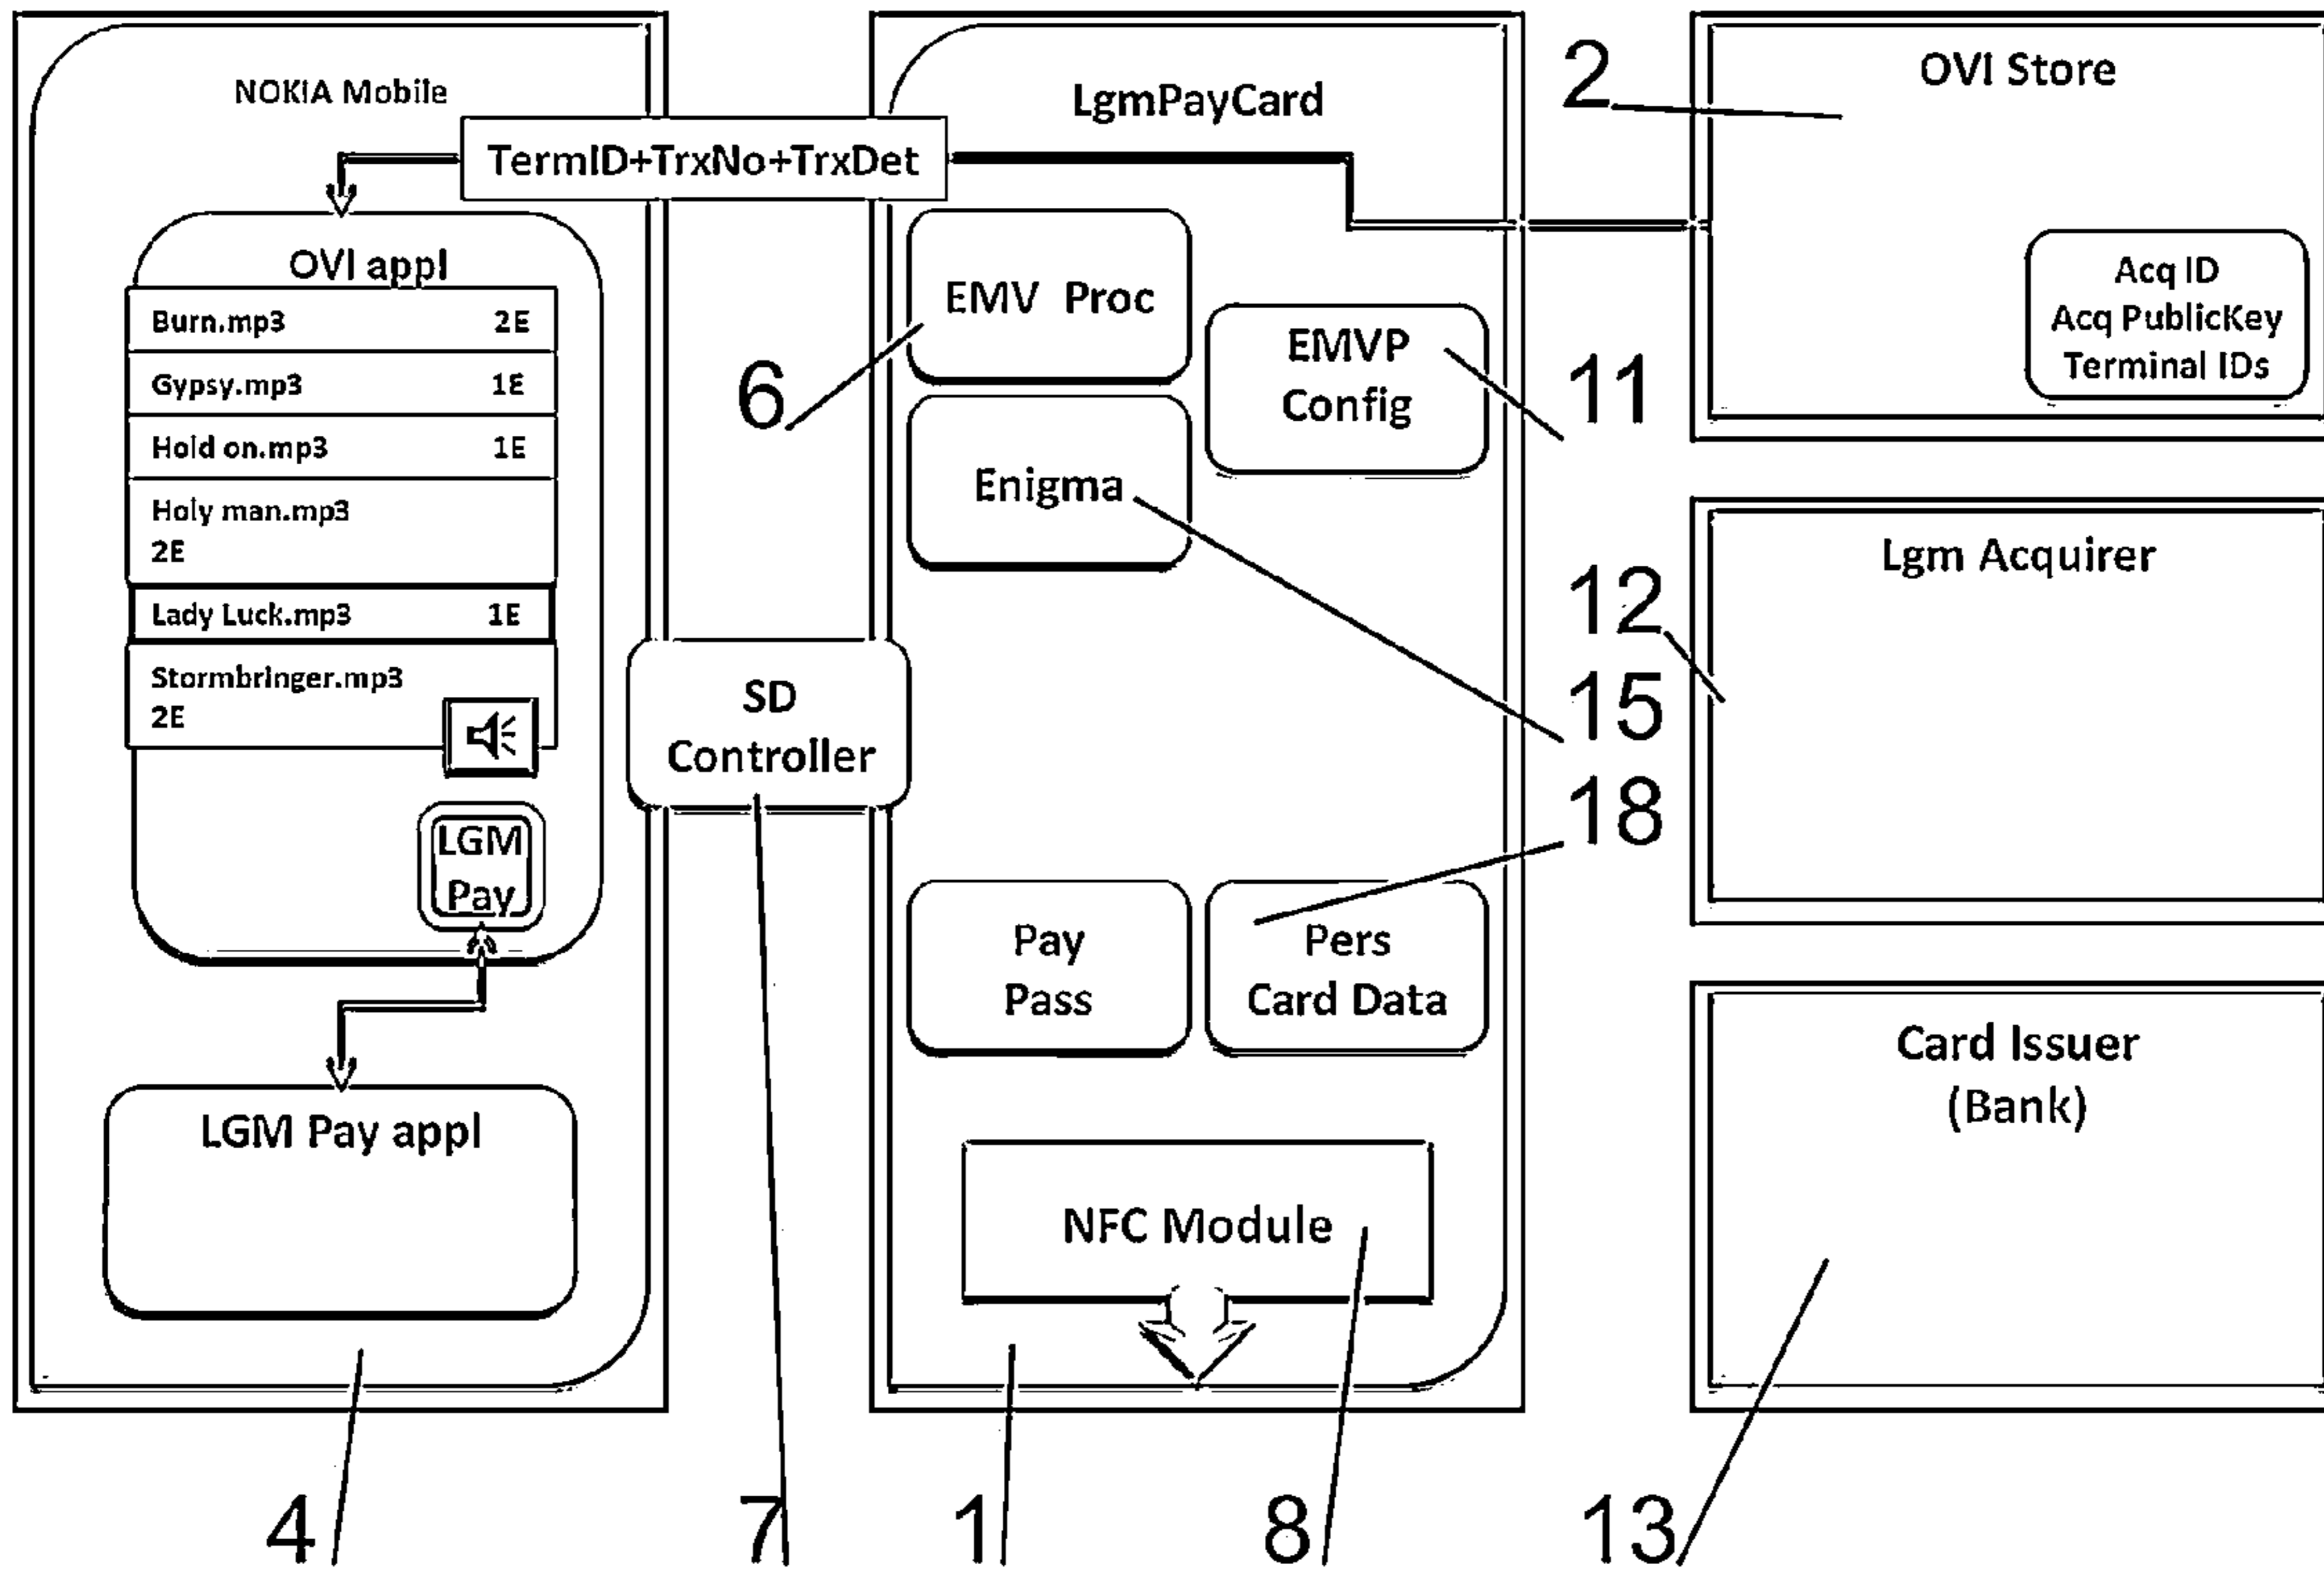 NOKIA Mobile
TermID+TrxNo+TrxDet
OVI appl
Burn.mp3 2E
Gypsy.mp3 1E
Hold on.mp3 1E
Holy man.mp3
2E
Lady Luck.mp3 1E
Stormbringer.mp3
2E
LGM
Pay
LGM Pay appl
4
SD
Controller
7
LgmPayCard
EMV Proc
6
EMVP
Config
11
Enigma
15
Pay
Pass
Pers
Card Data
18
NFC Module
1
8
2
OVI Store
Acq ID
Acq PublicKey
Terminal IDs
Lgm Acquirer
12
Card Issuer
(Bank)
13